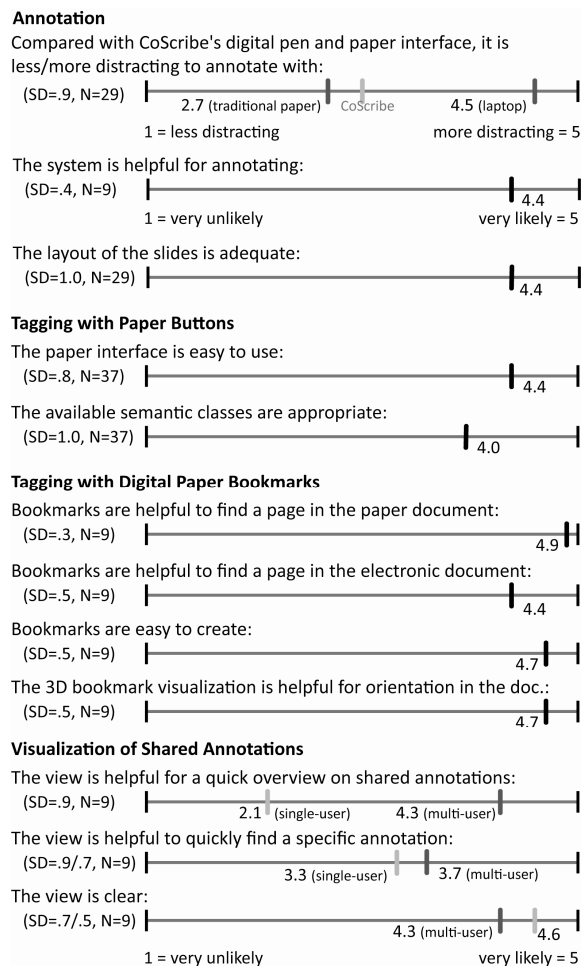 Annotation
Compared with CoScribe's digital pen and paper interface, it is
less/more distracting to annotate with:
(SD=.9, N=29)
2.7 (traditional paper) CoScribe 4.5 (laptop)
1 = less distracting more distracting = 5
The system is helpful for annotating:
(SD=.4, N=9)
4.4
1 = very unlikely very likely = 5
The layout of the slides is adequate:
(SD=1.0, N=29)
4.4
Tagging with Paper Buttons
The paper interface is easy to use:
(SD=.8, N=37)
4.4
The available semantic classes are appropriate:
(SD=1.0, N=37)
4.0
Tagging with Digital Paper Bookmarks
Bookmarks are helpful to find a page in the paper document:
(SD=.3, N=9)
4.9
Bookmarks are helpful to find a page in the electronic document:
(SD=.5, N=9)
4.4
Bookmarks are easy to create:
(SD=.5, N=9)
4.7
The 3D bookmark visualization is helpful for orientation in the doc.:
(SD=.5, N=9)
4.7
Visualization of Shared Annotations
The view is helpful for a quick overview on shared annotations:
(SD=.9, N=9)
2.1 (single-user) 4.3 (multi-user)
The view is helpful to quickly find a specific annotation:
(SD=.9/.7, N=9)
3.3 (single-user) 3.7 (multi-user)
The view is clear:
(SD=.7/.5, N=9)
4.3 (multi-user) 4.6
1 = very unlikely very likely = 5